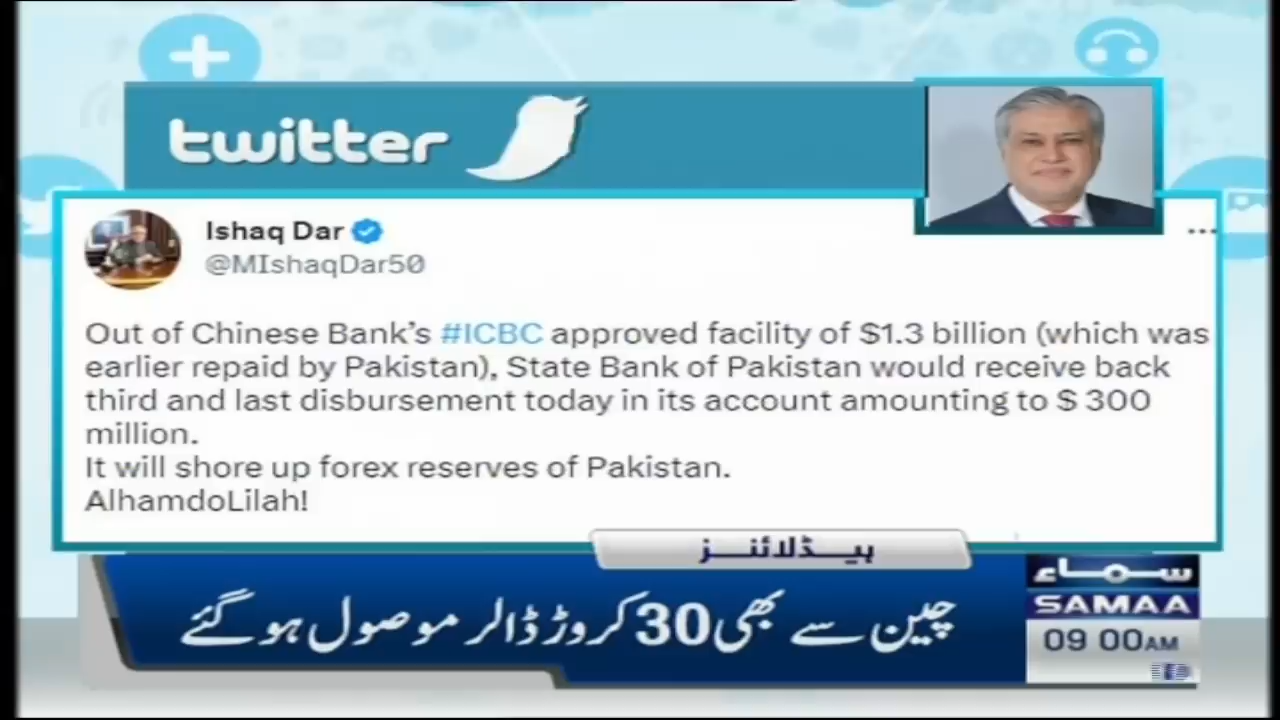 twitter
Ishaq Dar
@MIshaqDar50
Out of Chinese Bank's #ICBC approved facility of $1.3 billion (which was
earlier repaid by Pakistan), State Bank of Pakistan would receive back
third and last disbursement today in its account amounting to $ 300
million.
It will shore up forex reserves of Pakistan.
AlhamdoLilah!
ہیڈلائنز
چین سے بھی 30 کروڑ ڈالر موصول ہوگئے
سماء
SAMAA
09 00AM